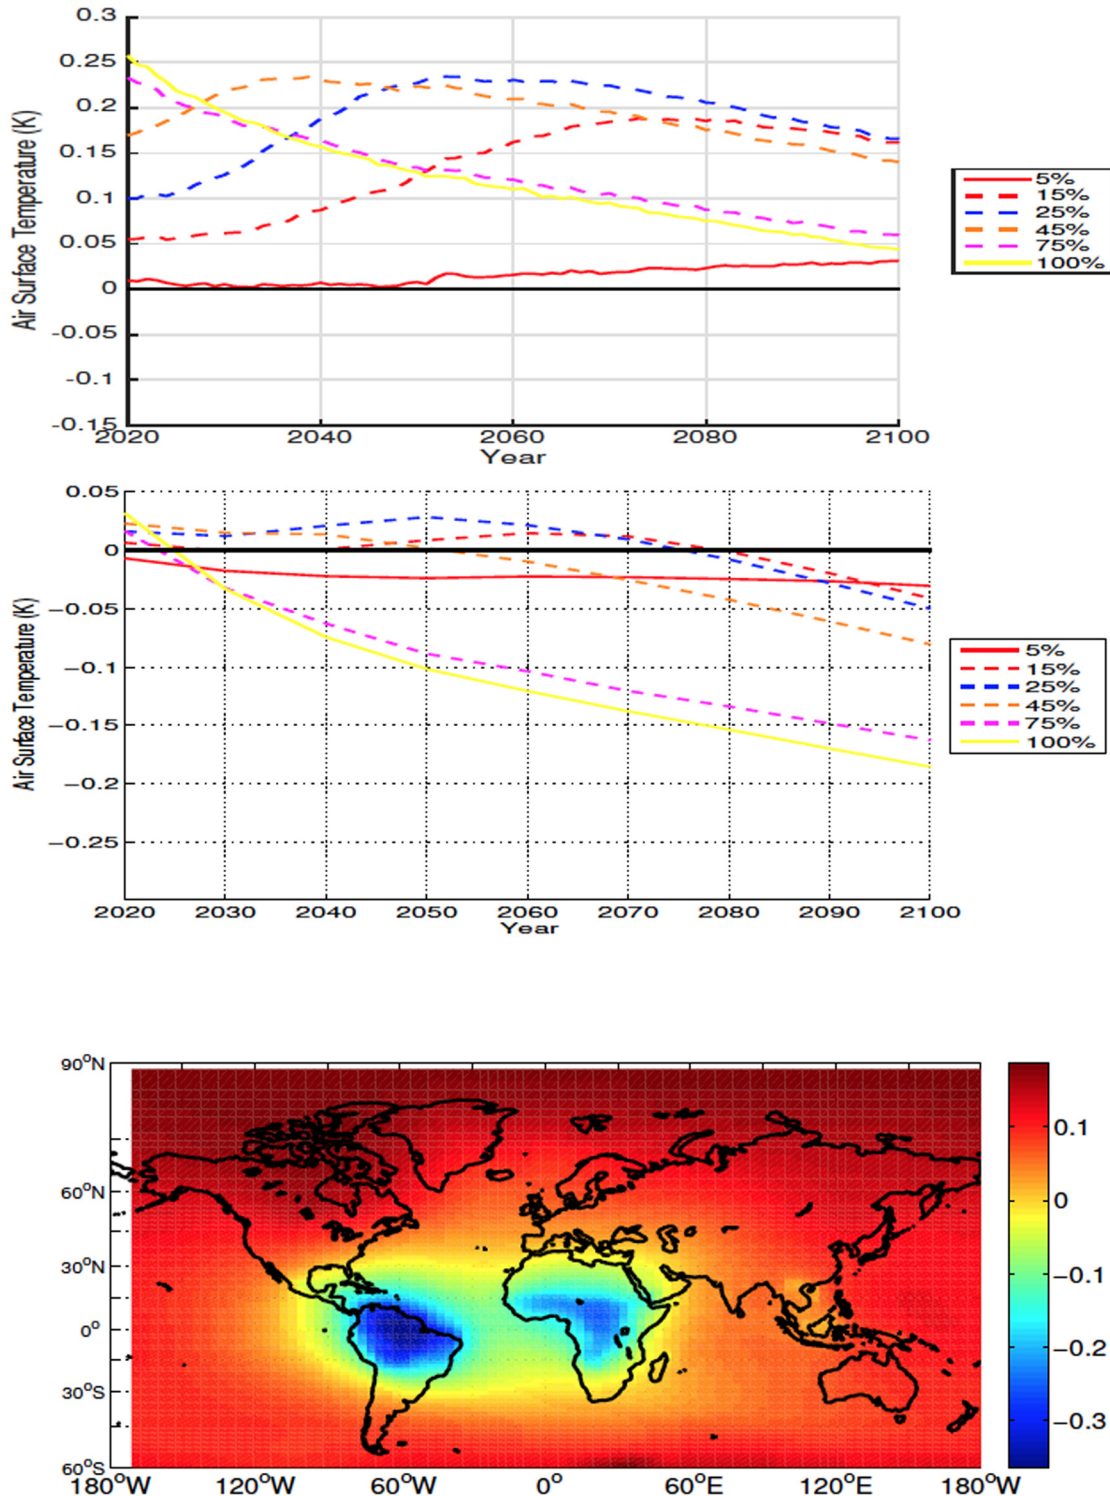 0.3
0.25
0.2
0.15
0.1
0.05
0
-0.05
-0.1
-0.15
Air Surface Temperature (K)
2020 2040 2060 2080 2100
Year
5%
15%
25%
45%
75%
100%
0.05
0
−0.05
−0.1
−0.15
−0.2
−0.25
Air Surface Temperature (K)
2020 2030 2040 2050 2060 2070 2080 2090 2100
Year
5%
15%
25%
45%
75%
100%
90°N
60°N
30°N
0°
30°S
60°S
180°W 120°W 60°W 0° 60°E 120°E 180°W
0.1
0
−0.1
−0.2
−0.3